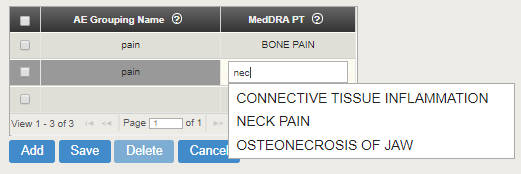 AE Grouping Name ? MedDRA PT ?
pain BONE PAIN
pain nec
CONNECTIVE TISSUE INFLAMMATION
NECK PAIN
OSTEONECROSIS OF JAW
View 1 - 3 of 3 Page 1 of 1
Add Save Delete Cancel